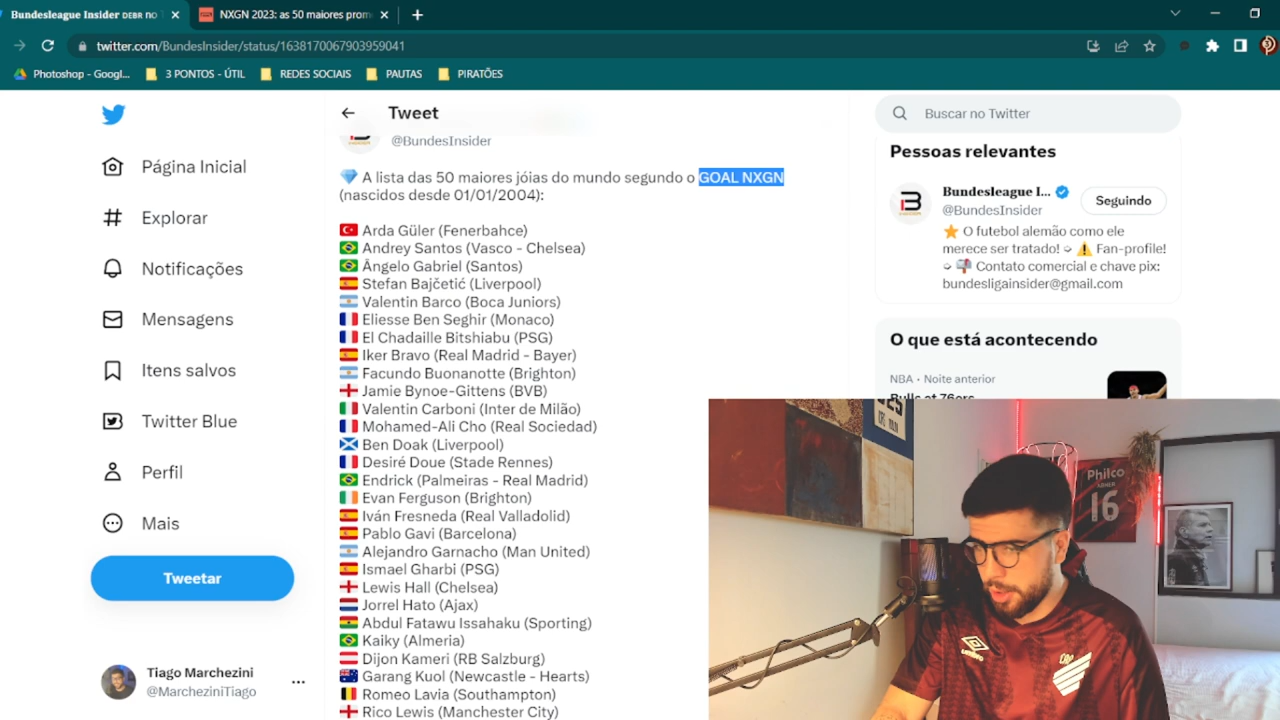 Bundesleague Insider DEBR NO
NXGN 2023: as 50 maiores prom
twitter.com/BundesInsider/status/1638170067903959041
Photoshop - Googl...
3 PONTOS - ÚTIL
REDES SOCIAIS
PAUTAS
PIRATÕES
Página Inicial
Explorar
Notificações
Mensagens
Itens salvos
Twitter Blue
Perfil
Mais
Tweetar
Tiago Marchezini
@MarcheziniTiago
Tweet
@BundesInsider
A lista das 50 maiores jóias do mundo segundo o GOAL NXGN
(nascidos desde 01/01/2004):
Arda Güler (Fenerbahce)
Andrey Santos (Vasco - Chelsea)
Ângelo Gabriel (Santos)
Stefan Bajčetić (Liverpool)
Valentin Barco (Boca Juniors)
Eliesse Ben Seghir (Monaco)
El Chadaille Bitshiabu (PSG)
Iker Bravo (Real Madrid - Bayer)
Facundo Buonanotte (Brighton)
Jamie Bynoe-Gittens (BVB)
Valentin Carboni (Inter de Milão)
Mohamed-Ali Cho (Real Sociedad)
Ben Doak (Liverpool)
Desiré Doue (Stade Rennes)
Endrick (Palmeiras - Real Madrid)
Evan Ferguson (Brighton)
Iván Fresneda (Real Valladolid)
Pablo Gavi (Barcelona)
Alejandro Garnacho (Man United)
Ismael Gharbi (PSG)
Lewis Hall (Chelsea)
Jorrel Hato (Ajax)
Abdul Fatawu Issahaku (Sporting)
Kaiky (Almeria)
Dijon Kameri (RB Salzburg)
Garang Kuol (Newcastle - Hearts)
Romeo Lavia (Southampton)
Rico Lewis (Manchester City)
Buscar no Twitter
Pessoas relevantes
Bundesleague I...
@BundesInsider
Seguindo
O futebol alemão como ele
merece ser tratado! Fan-profile!
Contato comercial e chave pix:
bundesligainsider@gmail.com
O que está acontecendo
NBA · Noite anterior
Bulls at 76ers
Philco
16